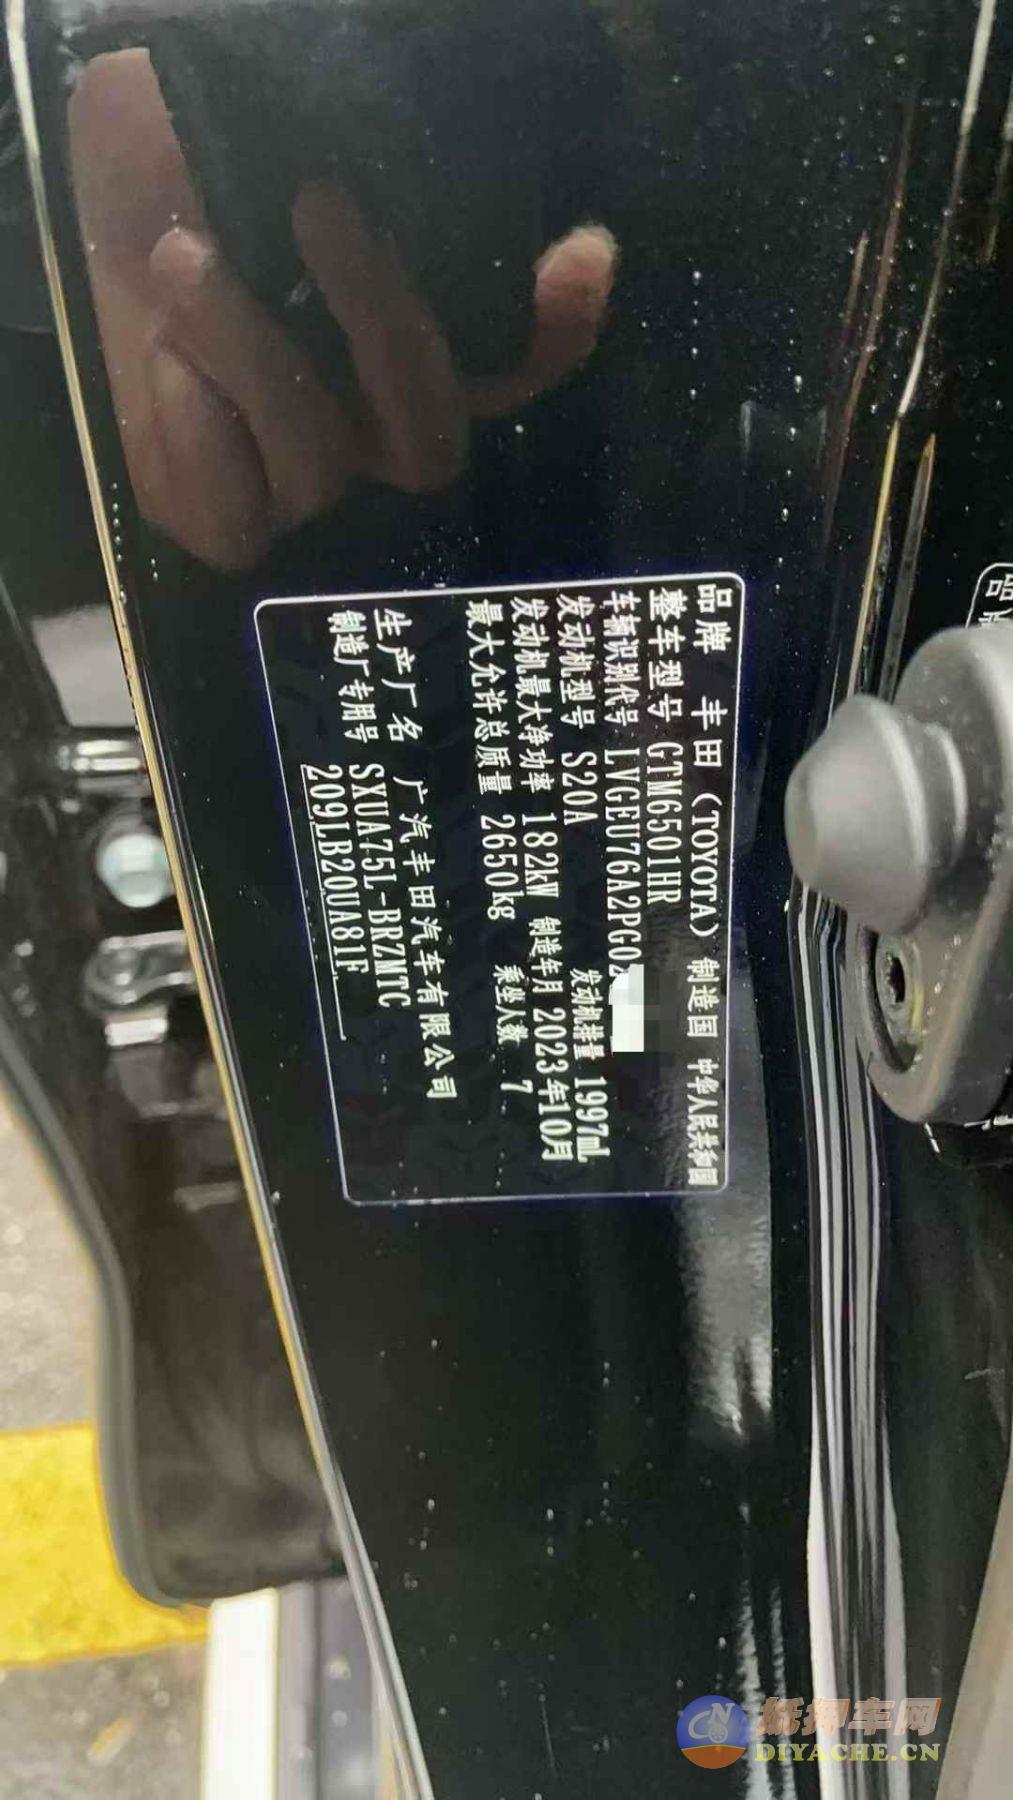 品牌 丰田(TOYOTA) 制造国 中华人民共和国
整车型号 GTM6501HR
车辆识别代号 LVGEU76A2PG02
发动机型号 S20A 发动机排量 1997mL
发动机最大净功率 182kW 制造年月 2023年10月
最大允许总质量 2650kg 乘坐人数 7
生产厂名 广汽丰田汽车有限公司
制造厂专用号 SXUA75L-BRZMTC
209LB20UA81F
品
抵押车网
DIYACHE.CN